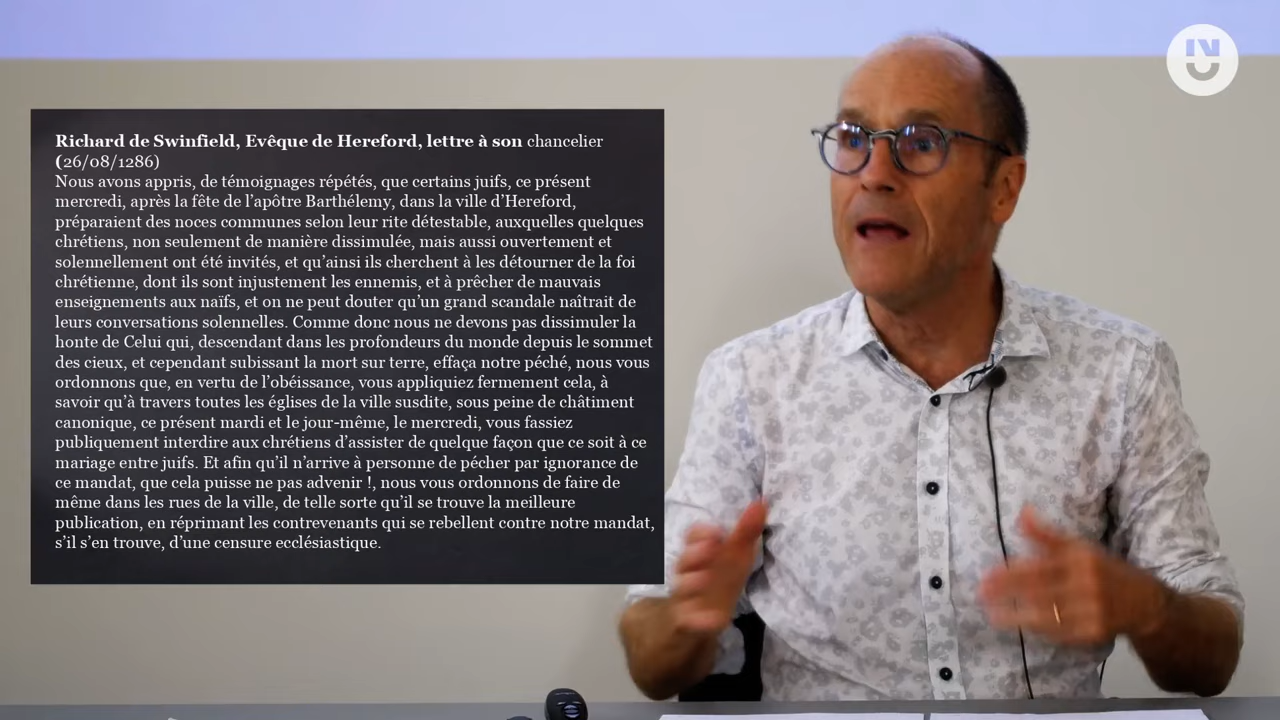 INU
Richard de Swinfield, Evêque de Hereford, lettre à son chancelier
(26/08/1286)
Nous avons appris, de témoignages répétés, que certains juifs, ce présent
mercredi, après la fête de l’apôtre Barthélemy, dans la ville d’Hereford,
préparaient des noces communes selon leur rite détestable, auxquelles quelques
chrétiens, non seulement de manière dissimulée, mais aussi ouvertement et
solennellement ont été invités, et qu’ainsi ils cherchent à les détourner de la foi
chrétienne, dont ils sont injustement les ennemis, et à prêcher de mauvais
enseignements aux naïfs, et on ne peut douter qu’un grand scandale naîtrait de
leurs conversations solennelles. Comme donc nous ne devons pas dissimuler la
honte de Celui qui, descendant dans les profondeurs du monde depuis le sommet
des cieux, et cependant subissant la mort sur terre, effaça notre péché, nous vous
ordonnons que, en vertu de l’obéissance, vous appliquiez fermement cela, à
savoir qu’à travers toutes les églises de la ville susdite, sous peine de châtiment
canonique, ce présent mardi et le jour-même, le mercredi, vous fassiez
publiquement interdire aux chrétiens d’assister de quelque façon que ce soit à ce
mariage entre juifs. Et afin qu’il n’arrive à personne de pécher par ignorance de
ce mandat, que cela puisse ne pas advenir !, nous vous ordonnons de faire de
même dans les rues de la ville, de telle sorte qu’il se trouve la meilleure
publication, en réprimant les contrevenants qui se rebellent contre notre mandat,
s’il s’en trouve, d’une censure ecclésiastique.